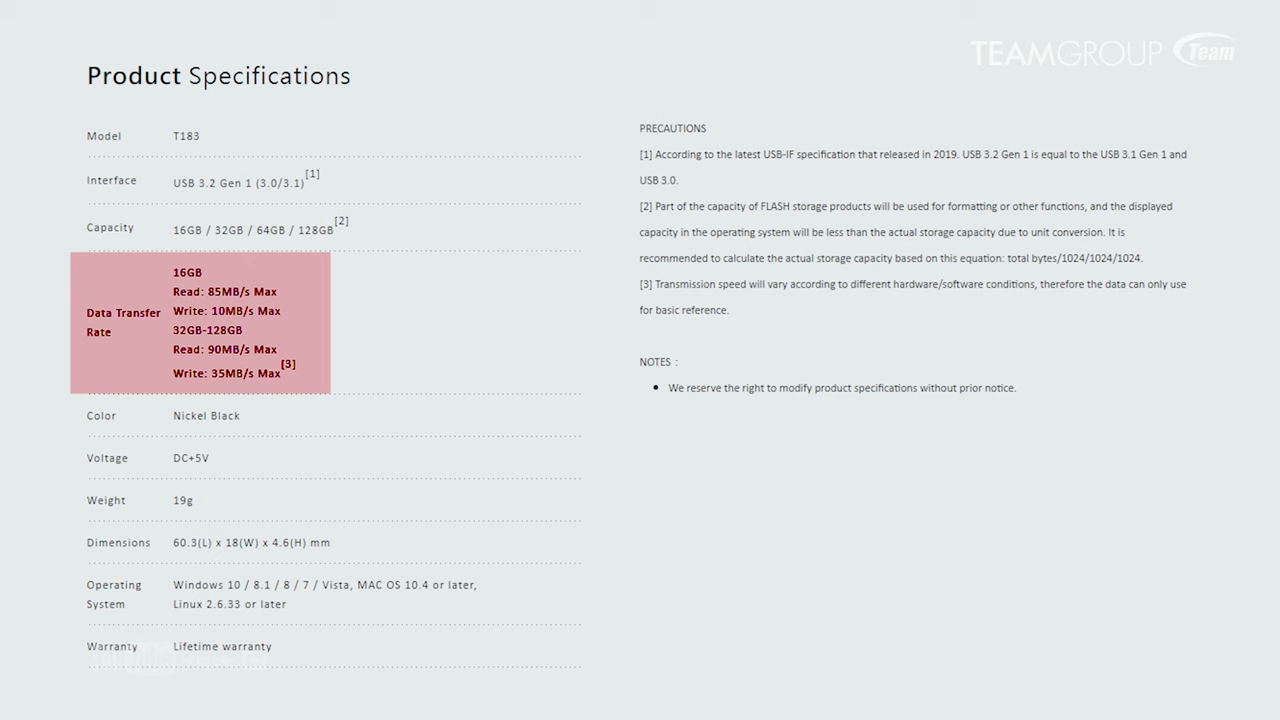 TEAMGROUP Team
Product Specifications
Model T183
Interface USB 3.2 Gen 1 (3.0/3.1)[1]
Capacity 16GB / 32GB / 64GB / 128GB[2]
Data Transfer Rate
16GB
Read: 85MB/s Max
Write: 10MB/s Max
32GB-128GB
Read: 90MB/s Max
Write: 35MB/s Max[3]
Color Nickel Black
Voltage DC+5V
Weight 19g
Dimensions 60.3(L) x 18(W) x 4.6(H) mm
Operating System
Windows 10 / 8.1 / 8 / 7 / Vista, MAC OS 10.4 or later,
Linux 2.6.33 or later
Warranty Lifetime warranty
PRECAUTIONS
[1] According to the latest USB-IF specification that released in 2019. USB 3.2 Gen 1 is equal to the USB 3.1 Gen 1 and
USB 3.0.
[2] Part of the capacity of FLASH storage products will be used for formatting or other functions, and the displayed
capacity in the operating system will be less than the actual storage capacity due to unit conversion. It is
recommended to calculate the actual storage capacity based on this equation: total bytes/1024/1024/1024.
[3] Transmission speed will vary according to different hardware/software conditions, therefore the data can only use
for basic reference.
NOTES :
• We reserve the right to modify product specifications without prior notice.